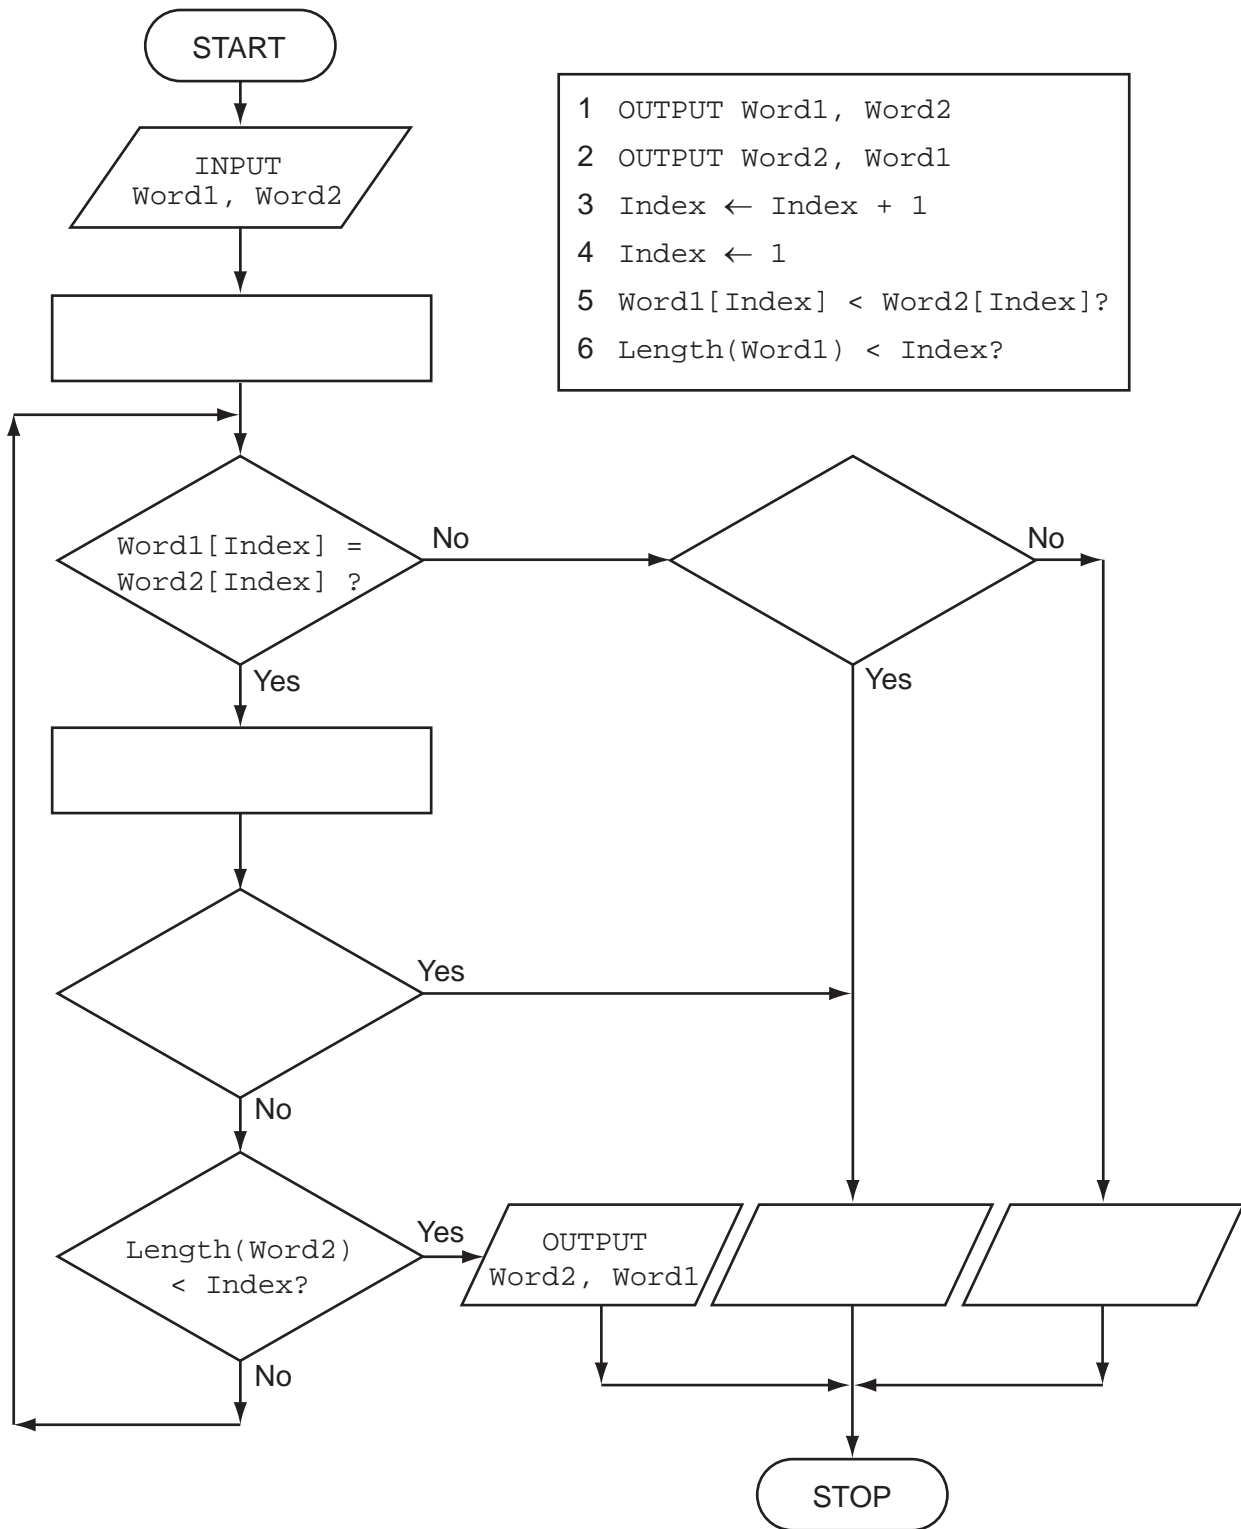 START
INPUT
Word1, Word2
1 OUTPUT Word1, Word2
2 OUTPUT Word2, Word1
3 Index ← Index + 1
4 Index ← 1
5 Word1[Index] < Word2[Index]?
6 Length(Word1) < Index?
Word1[Index] =
Word2[Index] ?
No
No
Yes
Yes
Yes
No
Length(Word2)
< Index?
Yes
OUTPUT
Word2, Word1
No
STOP